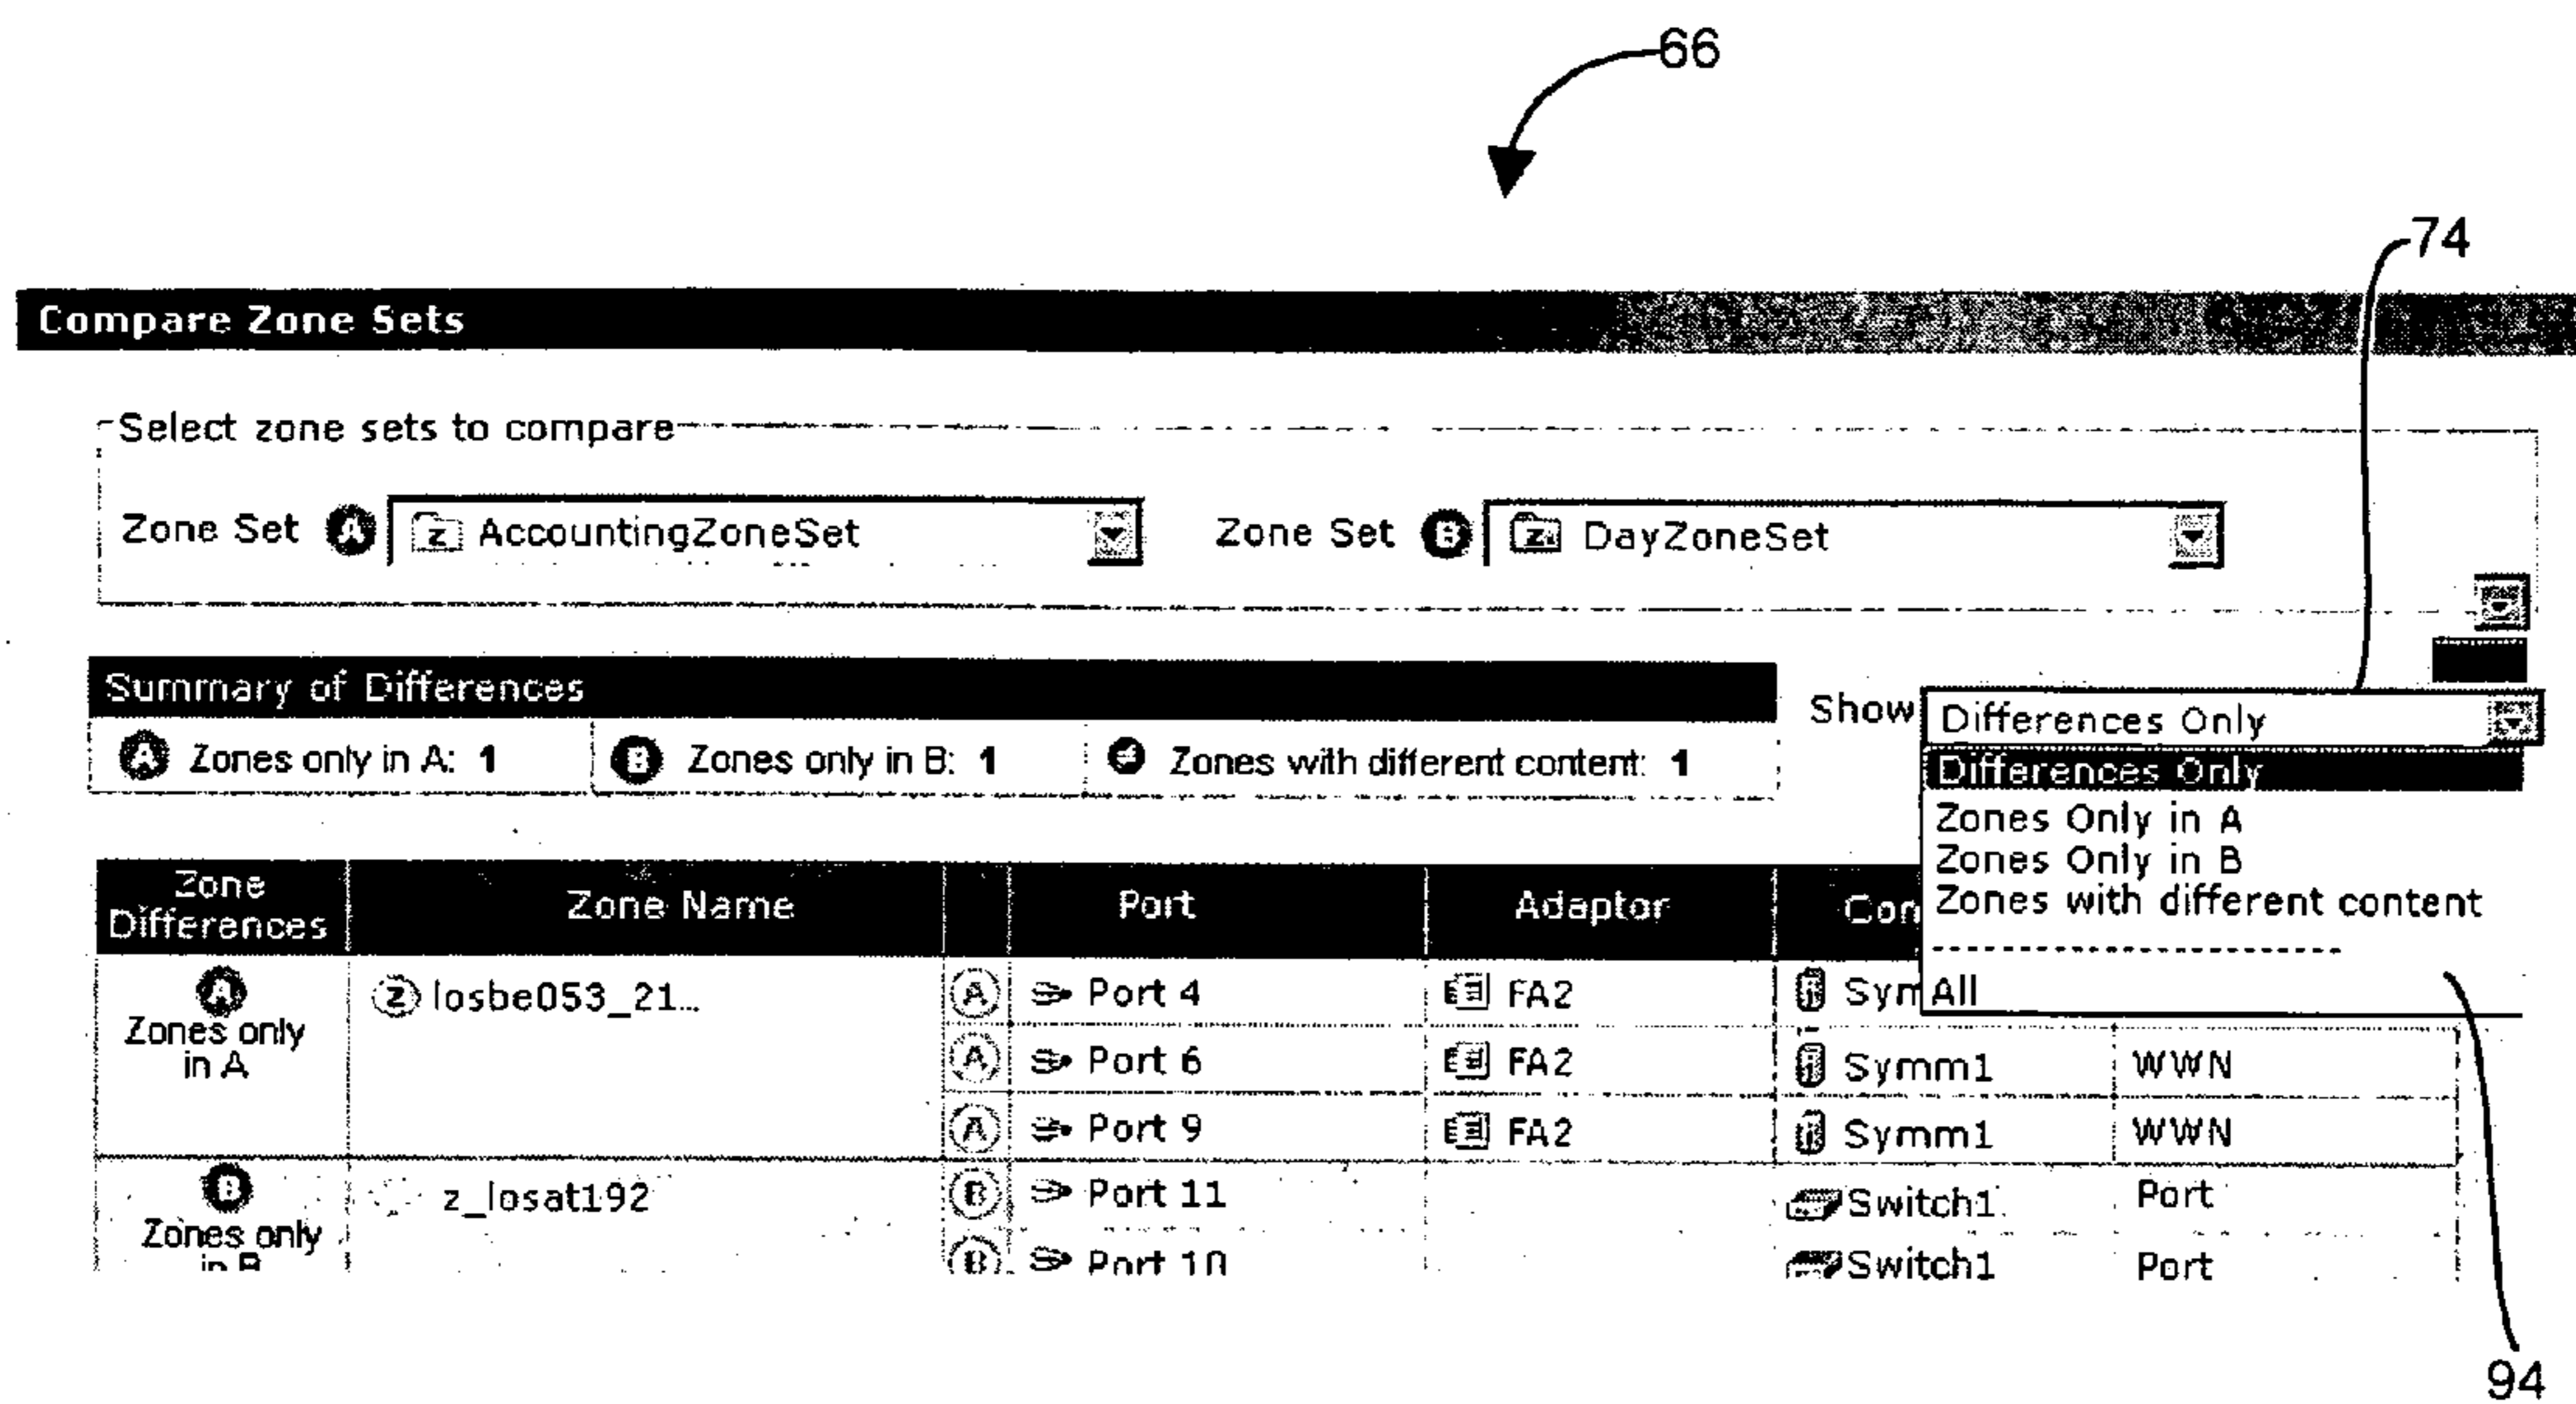 66
74
Compare Zone Sets
Select zone sets to compare
Zone Set A AccountingZoneSet Zone Set B DayZoneSet
Summary of Differences
Show Differences Only
A Zones only in A: 1 B Zones only in B: 1 Zones with different content: 1
Differences Only
Zones Only in A
Zones Only in B
Zones with different content
------------------------
All
Zone Differences Zone Name Port Adaptor Con
A Zones only in A z losbe053_21... A Port 4 FA2 Sym
A Port 6 FA2 Symm1 WWN
A Port 9 FA2 Symm1 WWN
B Zones only in B z_losat192 B Port 11 Switch1 Port
B Port 10 Switch1 Port
94